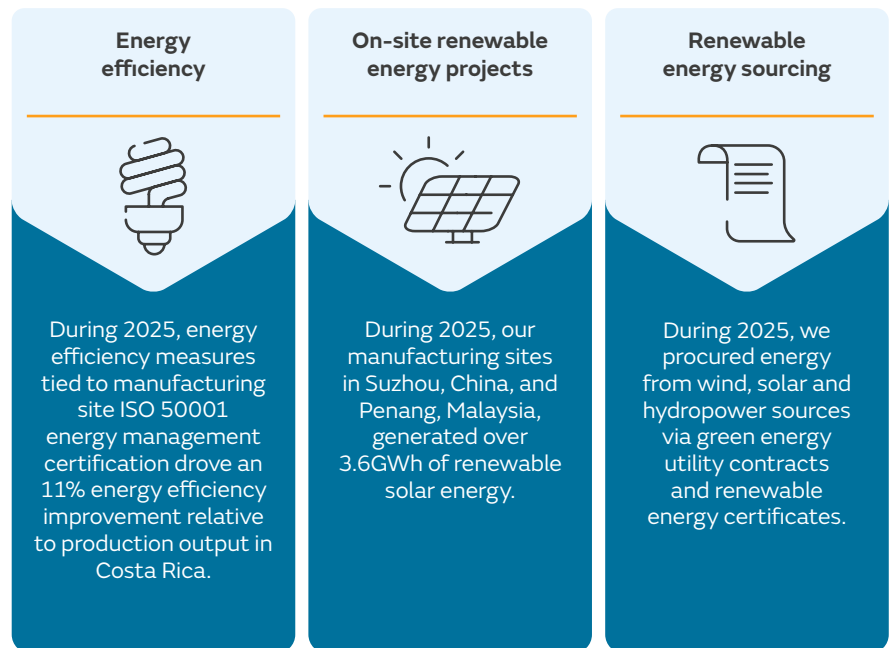 Energy
efficiency
During 2025, energy
efficiency measures
tied to manufacturing
site ISO 50001
energy management
certification drove an
11% energy efficiency
improvement relative
to production output in
Costa Rica.
On-site renewable
energy projects
During 2025, our
manufacturing sites
in Suzhou, China, and
Penang, Malaysia,
generated over
3.6GWh of renewable
solar energy.
Renewable
energy sourcing
During 2025, we
procured energy
from wind, solar and
hydropower sources
via green energy
utility contracts
and renewable
energy certificates.